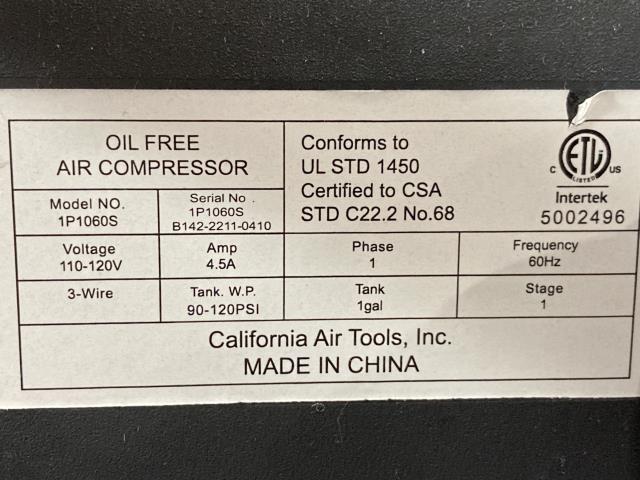 OIL FREE
AIR COMPRESSOR
Conforms to
UL STD 1450
Certified to CSA
STD C22.2 No.68
C ETL US
LISTED
Intertek
5002496
Model NO.
1P1060S
Serial No .
1P1060S
B142-2211-0410
Voltage
110-120V
Amp
4.5A
Phase
1
Frequency
60Hz
3-Wire
Tank. W.P.
90-120PSI
Tank
1gal
Stage
1
California Air Tools, Inc.
MADE IN CHINA